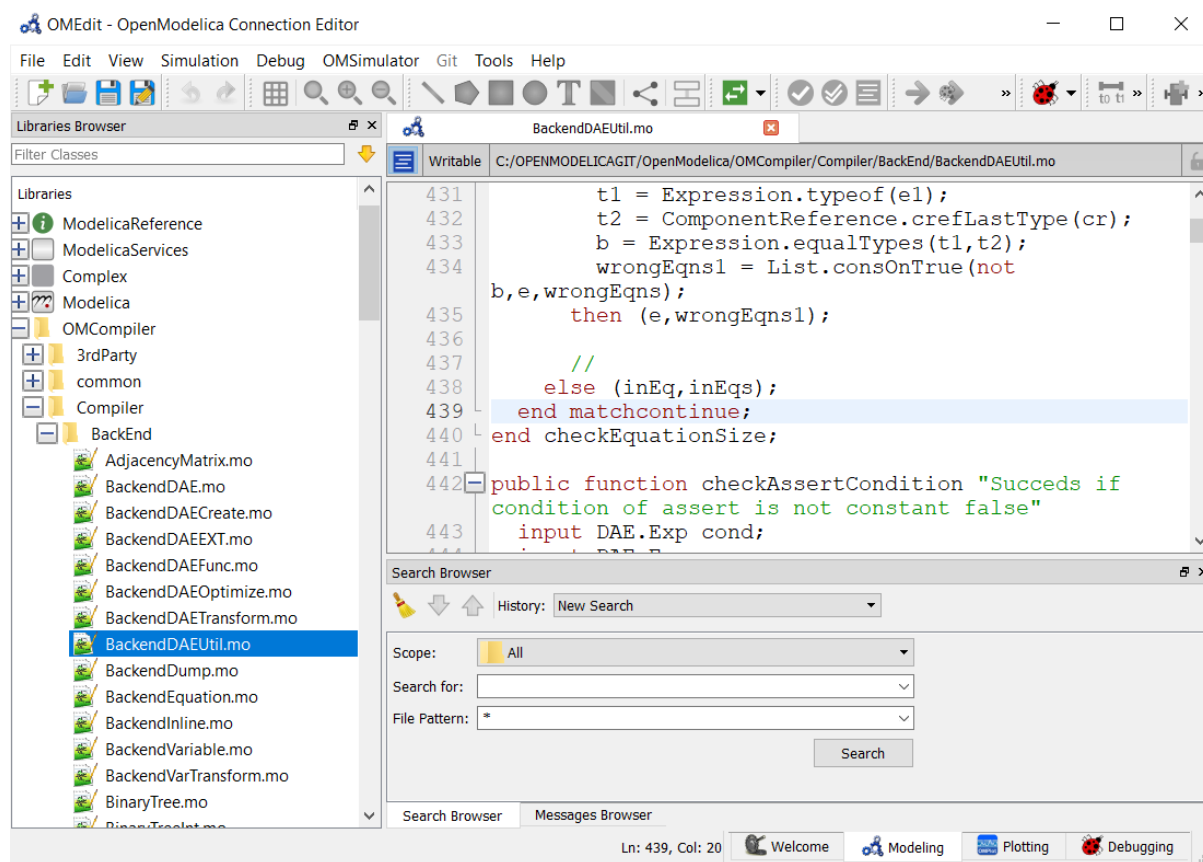 OMEdit - OpenModelica Connection Editor
File Edit View Simulation Debug OMSimulator Git Tools Help
T » to t1 » »
Libraries Browser
Filter Classes
Libraries
ModelicaReference
ModelicaServices
Complex
Modelica
OMCompiler
3rdParty
common
Compiler
BackEnd
AdjacencyMatrix.mo
BackendDAE.mo
BackendDAECreate.mo
BackendDAEEXT.mo
BackendDAEFunc.mo
BackendDAEOptimize.mo
BackendDAETransform.mo
BackendDAEUtil.mo
BackendDump.mo
BackendEquation.mo
BackendInline.mo
BackendVariable.mo
BackendVarTransform.mo
BinaryTree.mo
BackendDAEUtil.mo
Writable C:/OPENMODELICAGIT/OpenModelica/OMCompiler/Compiler/BackEnd/BackendDAEUtil.mo
431 t1 = Expression.typeof(e1);
432 t2 = ComponentReference.crefLastType(cr);
433 b = Expression.equalTypes(t1,t2);
434 wrongEqns1 = List.consOnTrue(not
b,e,wrongEqns);
435 then (e,wrongEqns1);
436
437 //
438 else (inEq,inEqs);
439 end matchcontinue;
440 end checkEquationSize;
441
442 public function checkAssertCondition "Succeds if
condition of assert is not constant false"
443 input DAE.Exp cond;
Search Browser
History: New Search
Scope: All
Search for:
File Pattern: *
Search
Search Browser Messages Browser
Ln: 439, Col: 20 Welcome Modeling Plotting Debugging